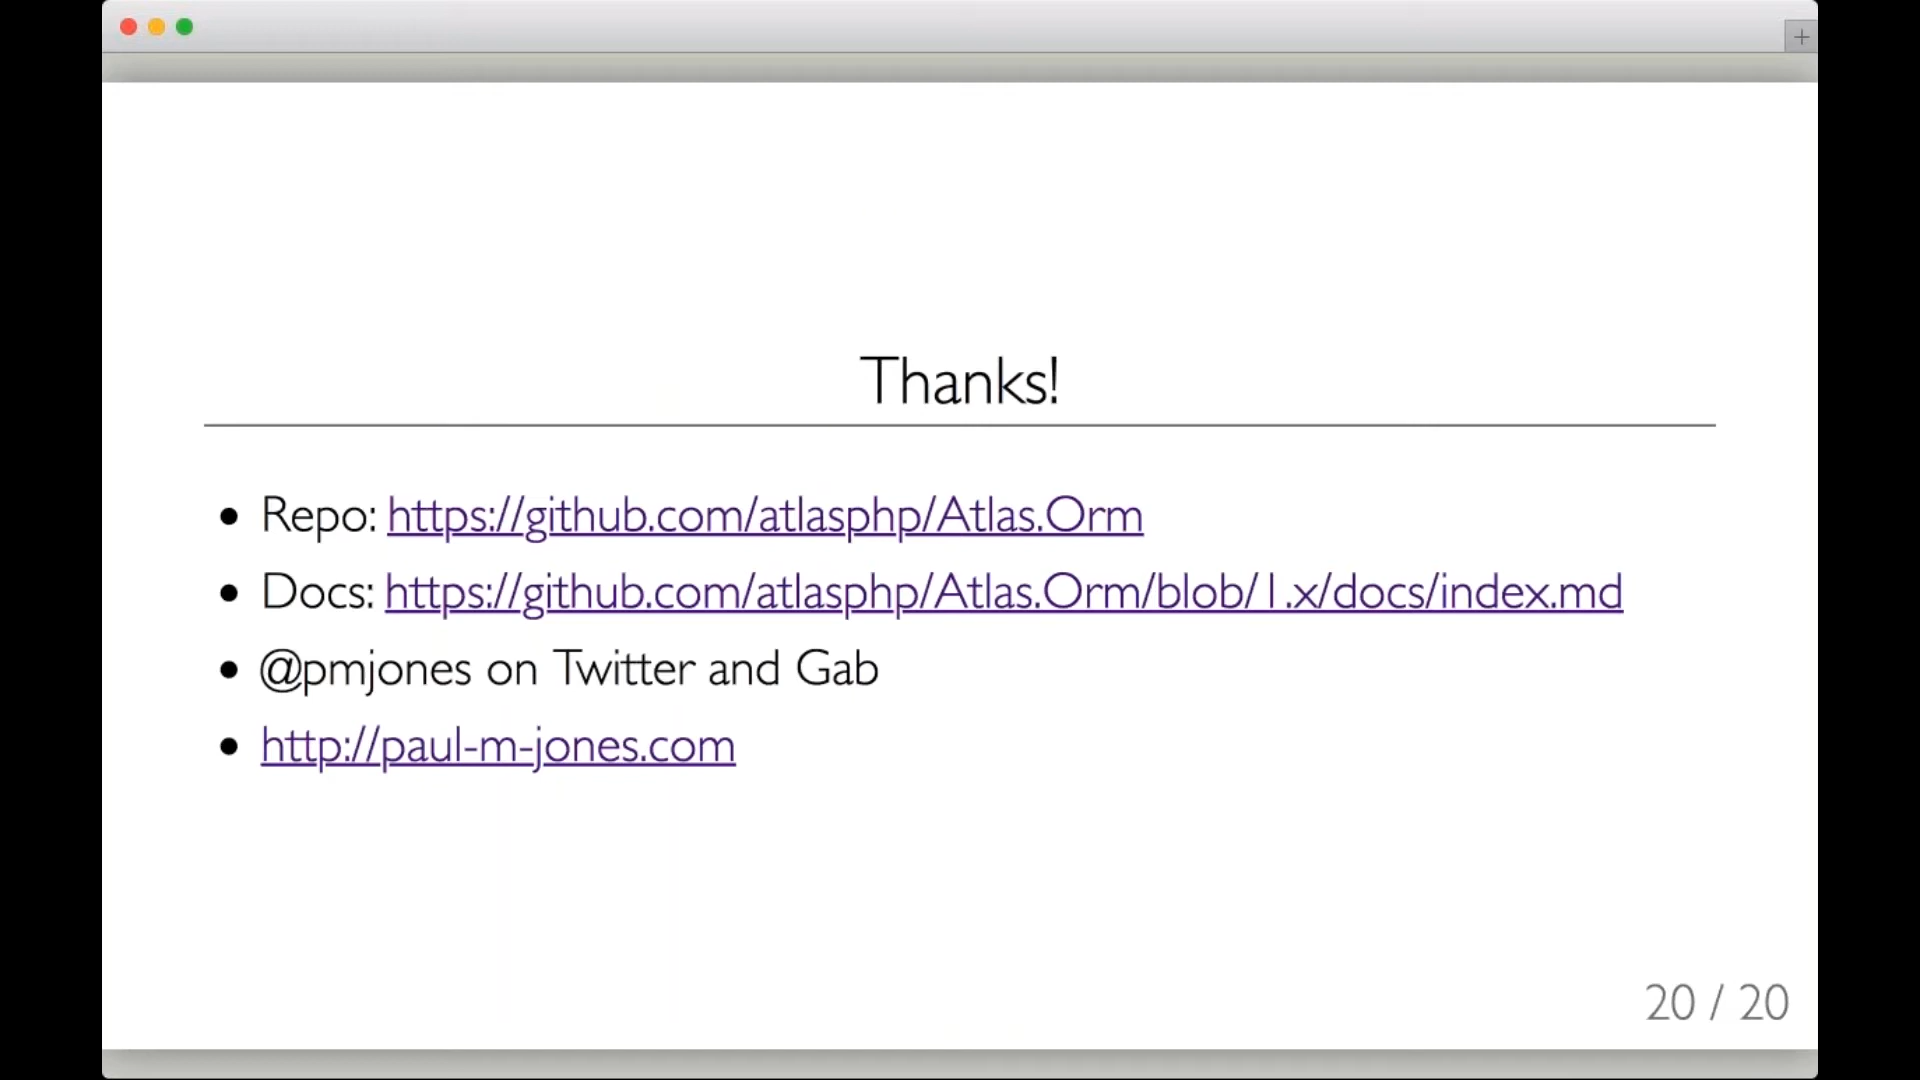 Thanks!
• Repo: https://github.com/atlasphp/Atlas.Orm
• Docs: https://github.com/atlasphp/Atlas.Orm/blob/1.x/docs/index.md
• @pmjones on Twitter and Gab
• http://paul-m-jones.com
20 / 20